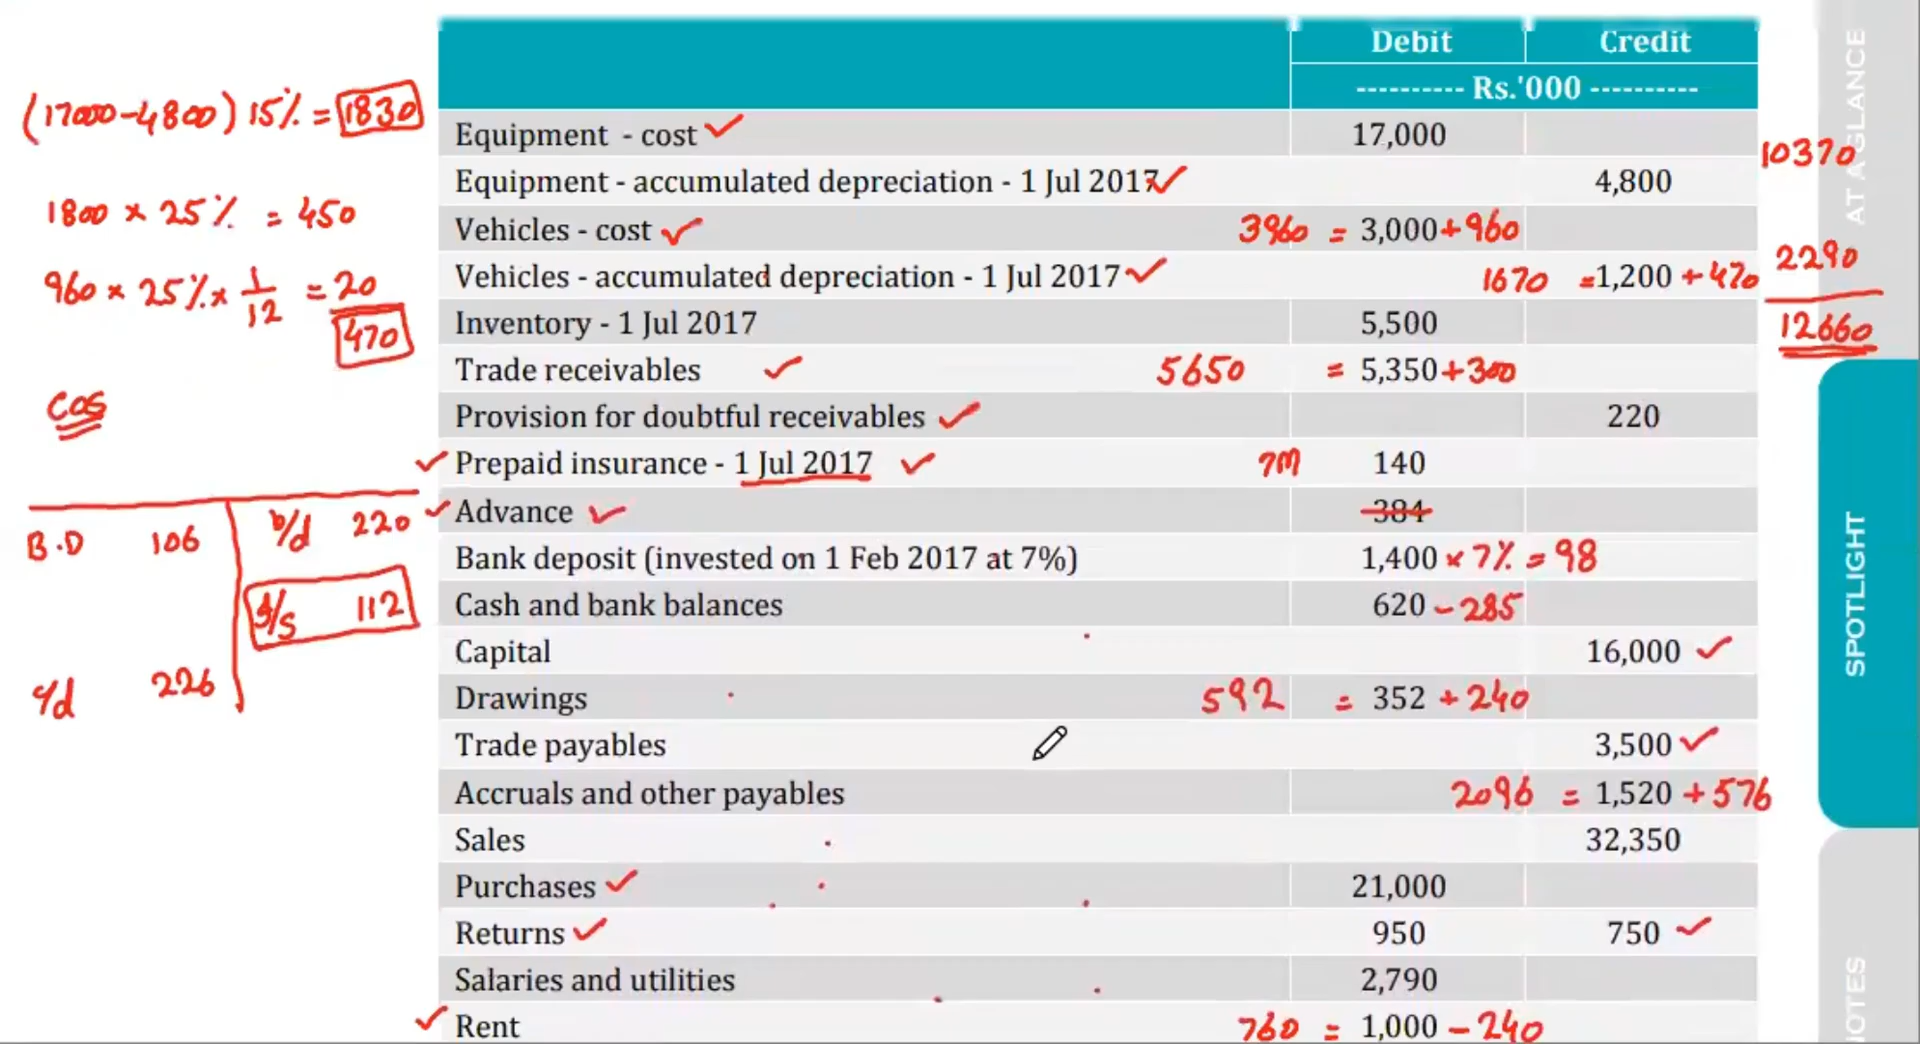 Debit Credit
---------- Rs.'000 ----------
(17000-4800) 15% = 1830
Equipment - cost ✓ 17,000
10370
Equipment - accumulated depreciation - 1 Jul 2017 ✓ 4,800
1800 × 25% = 450
Vehicles - cost ✓ 3960 = 3,000+960
2290
Vehicles - accumulated depreciation - 1 Jul 2017 ✓ 1670 =1,200 +470
960 × 25% × 1/12 = 20
470
Inventory - 1 Jul 2017 5,500
12660
Trade receivables ✓ 5650 = 5,350+300
COS
Provision for doubtful receivables ✓ 220
✓ Prepaid insurance - 1 Jul 2017 ✓ 7M 140
✓ Advance ✓ 384
B.D 106 b/d 220
Bank deposit (invested on 1 Feb 2017 at 7%) 1,400 × 7% = 98
Cash and bank balances 620 - 285
112
Capital 16,000 ✓
c/d 226
Drawings 592 = 352 + 240
Trade payables 3,500 ✓
Accruals and other payables 2096 = 1,520 + 576
Sales 32,350
Purchases ✓ 21,000
Returns ✓ 950 750 ✓
Salaries and utilities 2,790
✓ Rent 760 = 1,000 - 240
AT A GLANCE
SPOTLIGHT